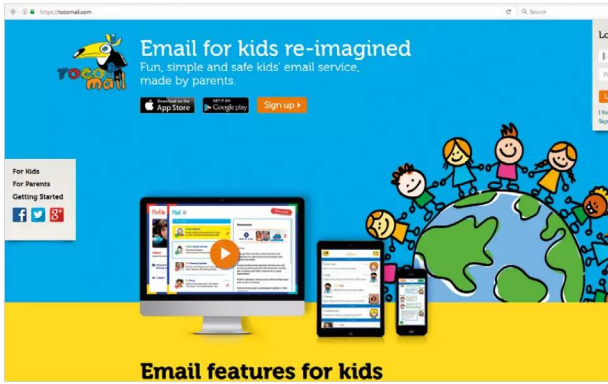 https://tocomail.com
Search
TOCO
mail
Email for kids re-imagined
Fun, simple and safe kids' email service,
made by parents.
Download on the
App Store
GET IT ON
Google play
Sign up
Lo
For Kids
For Parents
Getting Started
Profile
Mail
Email features for kids